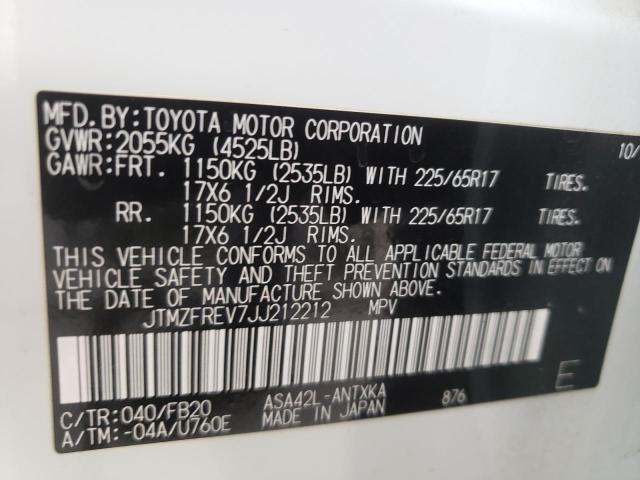 MFD.BY:TOYOTA MOTOR CORPORATION 10/
GVWR:2055KG (4525LB)
GAWR:FRT. 1150KG (2535LB) WITH 225/65R17 TIRES.
17X6 1/2J RIMS.
RR. 1150KG (2535LB) WITH 225/65R17 TIRES.
17X6 1/2J RIMS.
THIS VEHICLE CONFORMS TO ALL APPLICABLE FEDERAL MOTOR
VEHICLE SAFETY AND THEFT PREVENTION STANDARDS IN EFFECT ON
THE DATE OF MANUFACTURE SHOWN ABOVE.
JTMZFREV7JJ212212 MPV
C/TR:040/FB20 ASA42L-ANTXKA 876 E
A/TM:-04A/U760E MADE IN JAPAN